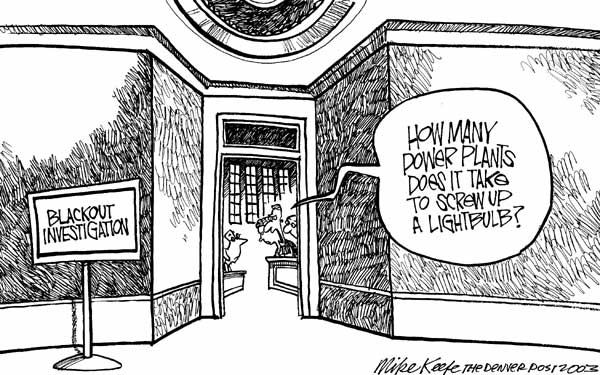 BLACKOUT
INVESTIGATION
HOW MANY
POWER PLANTS
DOES IT TAKE
TO SCREW UP
A LIGHTBULB?
Mike Keefe THE DENVER POST 2003